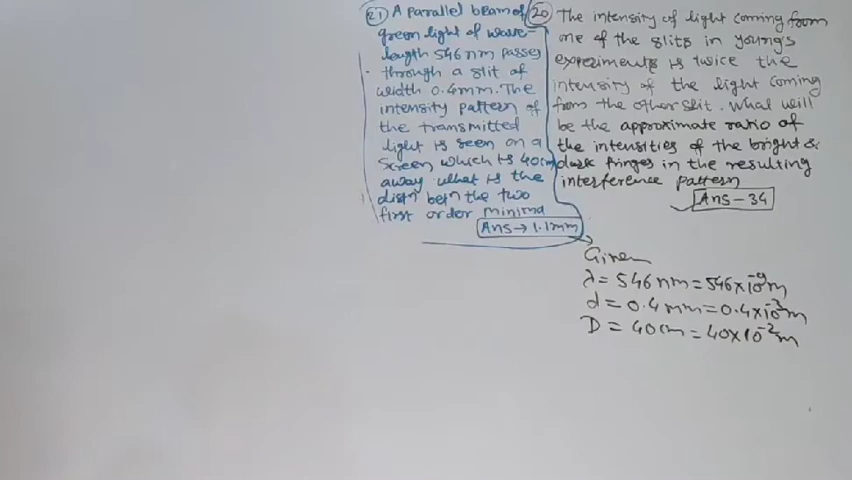 (21) A parallel beam of
green light of wave-
length 546 nm passes
through a slit of
width 0.4mm. The
intensity pattern of
the transmitted
light is seen on a
screen which is 40cm
away what is the
distn betn the two
first order minima
Ans → 1.1mm
(20) The intensity of light coming from
one of the slits in young's
experiments is twice the
intensity of the light coming
from the other slit. What will
be the approximate ratio of
the intensities of the bright &
dark fringes in the resulting
interference pattern
Ans - 34
Given
λ = 546 nm = 546×10⁻⁹m
d = 0.4 mm = 0.4×10⁻³m
D = 40cm = 40×10⁻²m